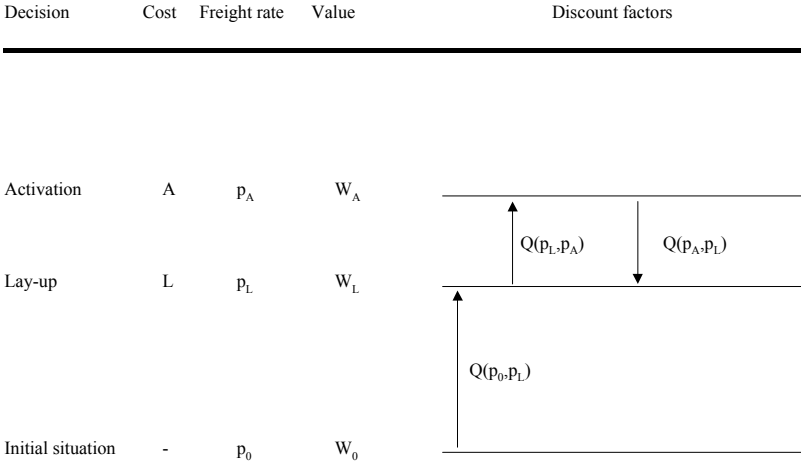 Decision Cost Freight rate Value Discount factors
Activation A p_A W_A
Q(p_L,p_A) Q(p_A,p_L)
Lay-up L p_L W_L
Q(p_0,p_L)
Initial situation - p_0 W_0